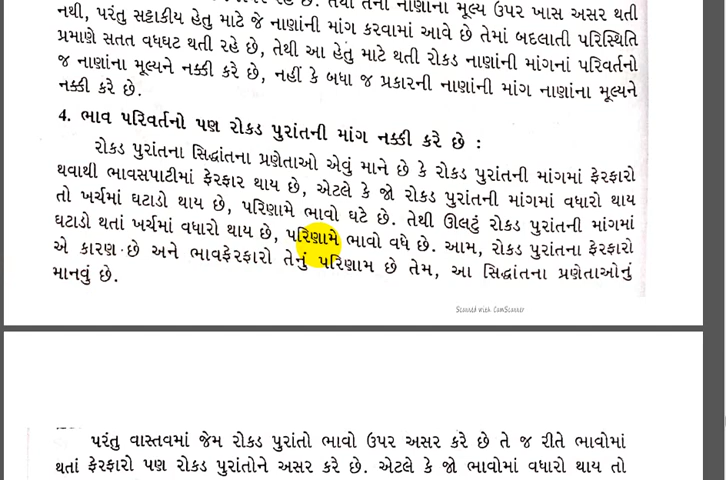 નથી, પરંતુ સટ્ટાકીય હેતુ માટે જે નાણાંની માંગ કરવામાં આવે છે તેમાં બદલાતી પરિસ્થિતિ
પ્રમાણે સતત વધઘટ થતી રહે છે, તેથી આ હેતુ માટે થતી રોકડ નાણાંની માંગનાં પરિવર્તનો
જ નાણાંના મૂલ્યને નક્કી કરે છે, નહીં કે બધા જ પ્રકારની નાણાંની માંગ નાણાંના મૂલ્યને
નક્કી કરે છે.
4. ભાવ પરિવર્તનો પણ રોકડ પુરાંતની માંગ નક્કી કરે છે :
રોકડ પુરાંતના સિદ્ધાંતના પ્રણેતાઓ એવું માને છે કે રોકડ પુરાંતની માંગમાં ફેરફારો
થવાથી ભાવસપાટીમાં ફેરફાર થાય છે, એટલે કે જો રોકડ પુરાંતની માંગમાં વધારો થાય
તો ખર્ચમાં ઘટાડો થાય છે, પરિણામે ભાવો ઘટે છે. તેથી ઊલટું રોકડ પુરાંતની માંગમાં
ઘટાડો થતાં ખર્ચમાં વધારો થાય છે, પરિણામે ભાવો વધે છે. આમ, રોકડ પુરાંતના ફેરફારો
એ કારણ છે અને ભાવફેરફારો તેનું પરિણામ છે તેમ, આ સિદ્ધાંતના પ્રણેતાઓનું
માનવું છે.
Scanned with CamScanner
પરંતુ વાસ્તવમાં જેમ રોકડ પુરાંતો ભાવો ઉપર અસર કરે છે તે જ રીતે ભાવોમાં
થતાં ફેરફારો પણ રોકડ પુરાંતોને અસર કરે છે. એટલે કે જો ભાવોમાં વધારો થાય તો